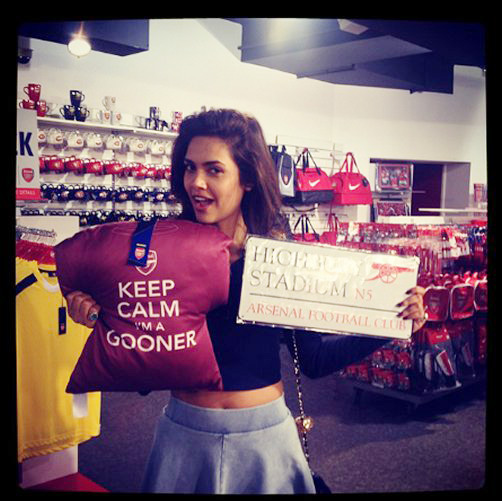 KEEP
CALM
I'M A
GOONER
HIGHBURY
STADIUM N5
ARSENAL FOOTBALL CLUB